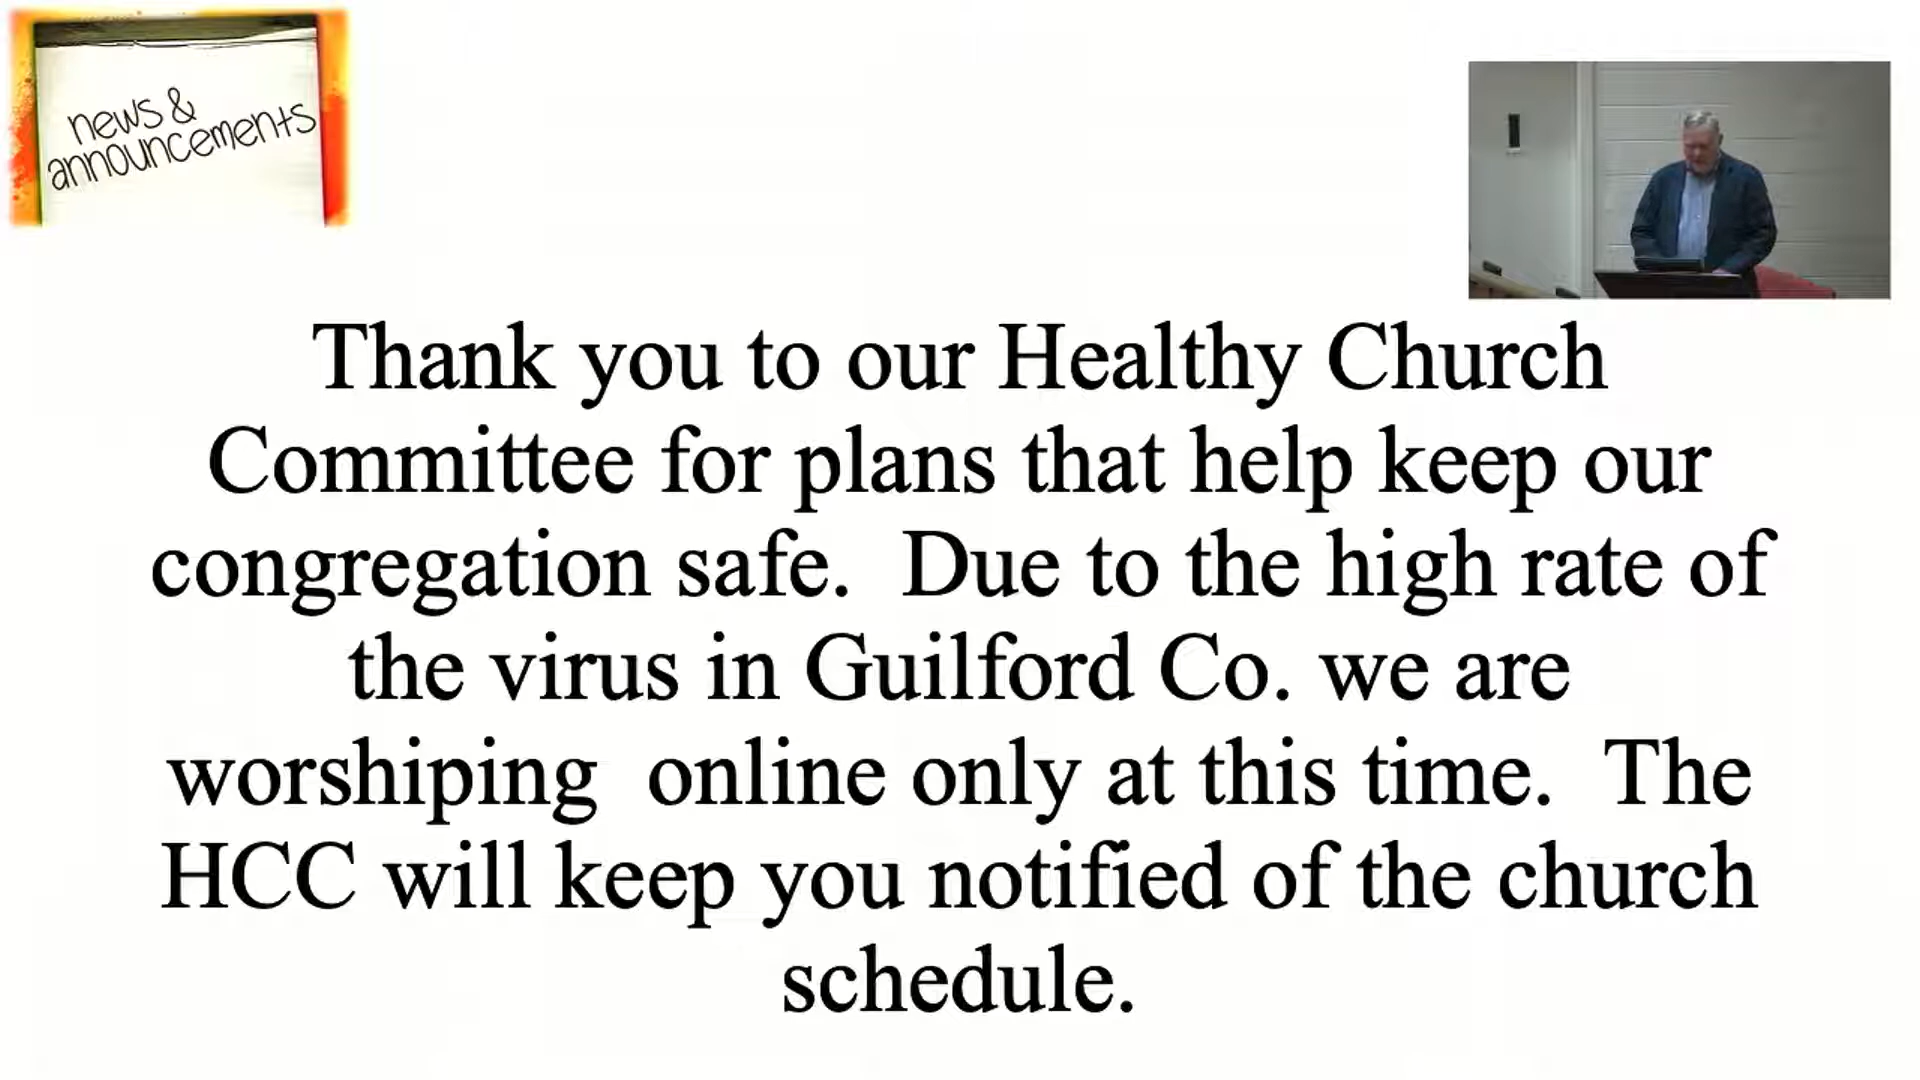 news &
announcements
Thank you to our Healthy Church
Committee for plans that help keep our
congregation safe.  Due to the high rate of
the virus in Guilford Co. we are
worshiping  online only at this time.  The
HCC will keep you notified of the church
schedule.